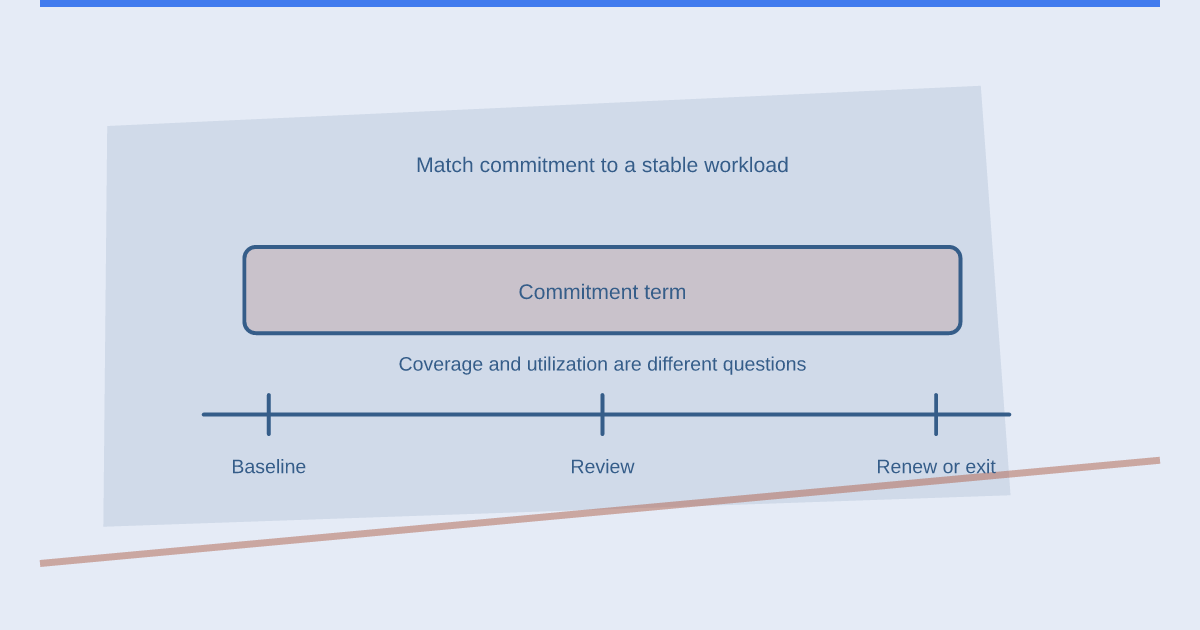 Match commitment to a stable workload
Commitment term
Coverage and utilization are different questions
Baseline
Review
Renew or exit